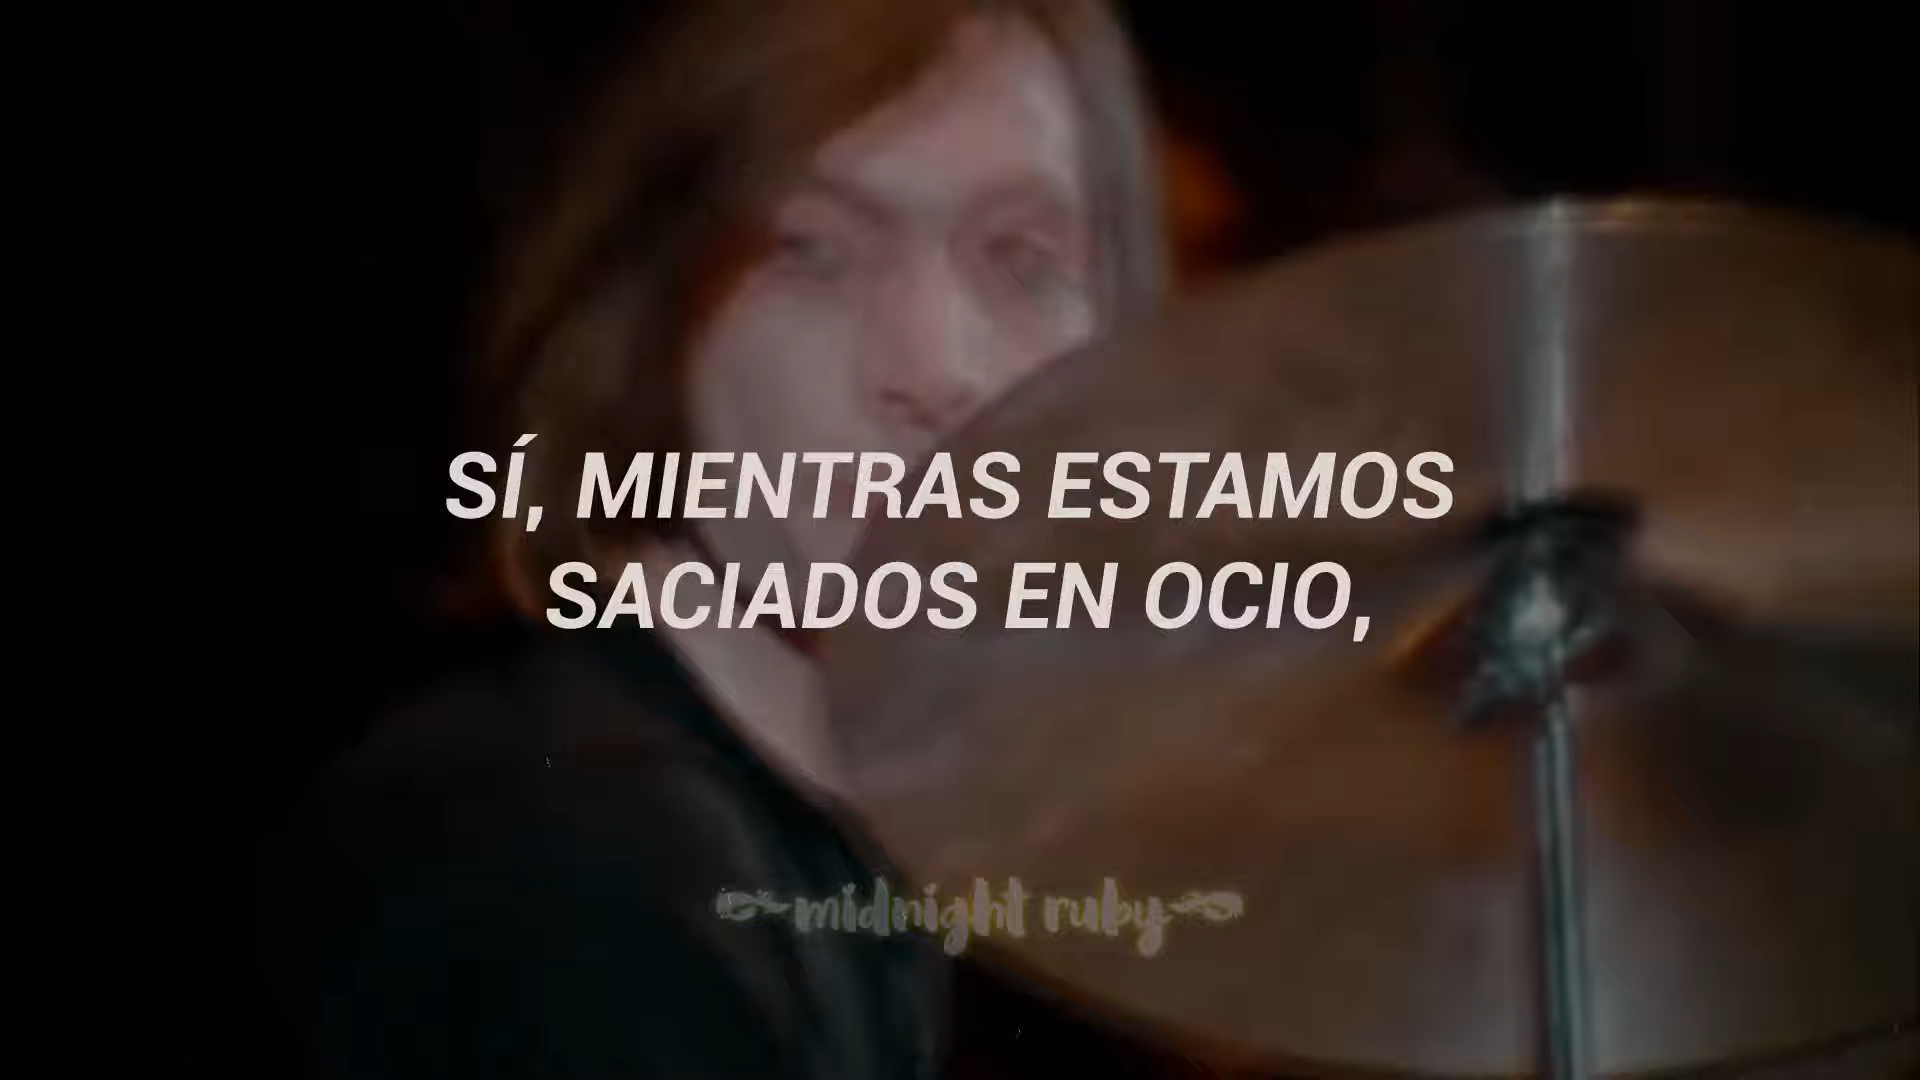 SÍ, MIENTRAS ESTAMOS
SACIADOS EN OCIO,
midnight ruby